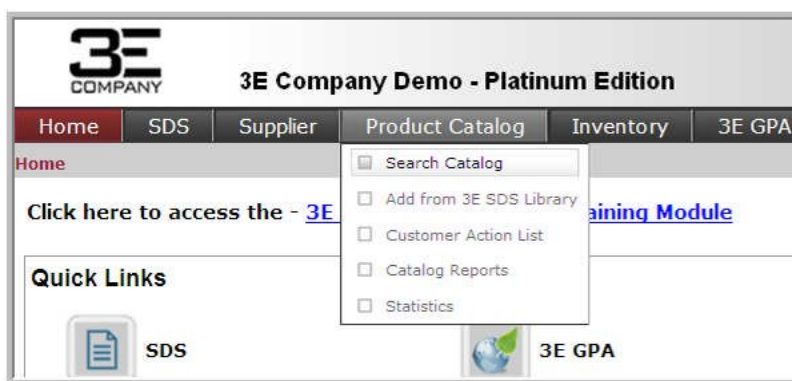 3E
COMPANY
3E Company Demo - Platinum Edition
Home SDS Supplier Product Catalog Inventory 3E GPA
Home
Search Catalog
Add from 3E SDS Library
Customer Action List
Catalog Reports
Statistics
Click here to access the - 3E aining Module
Quick Links
SDS 3E GPA